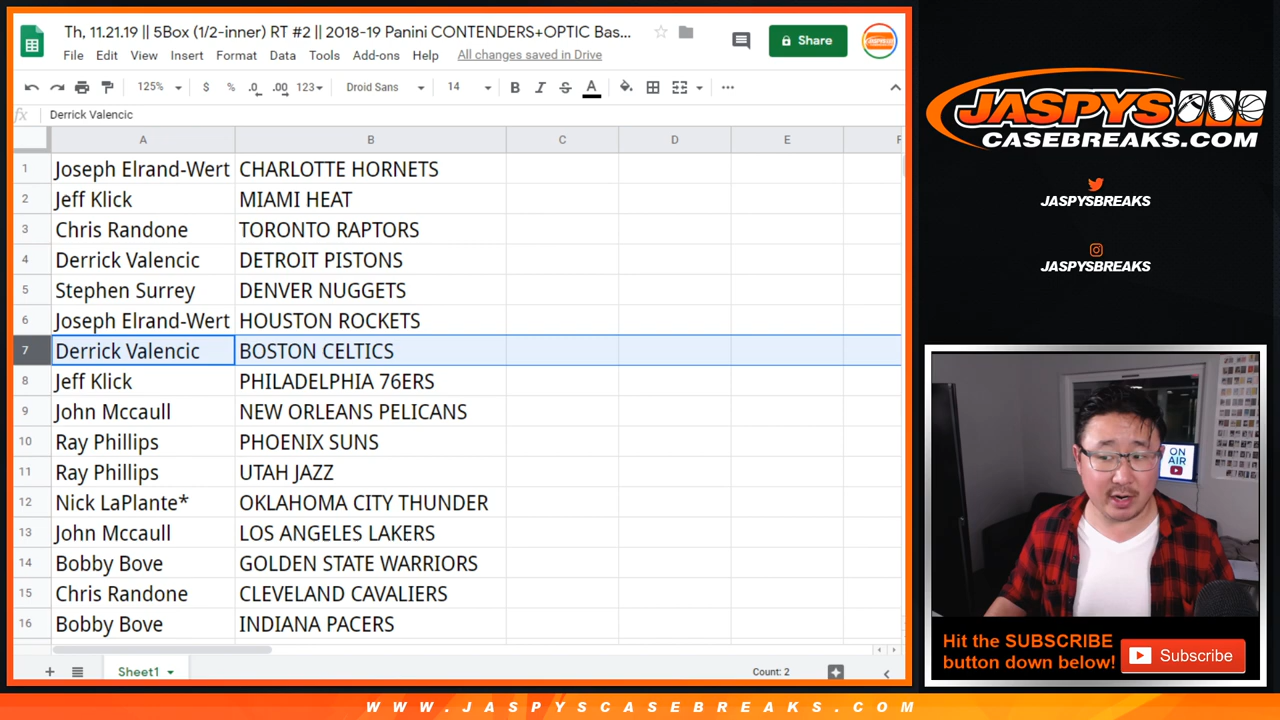 Th, 11.21.19 || 5Box (1/2-inner) RT #2 || 2018-19 Panini CONTENDERS+OPTIC Bas...
File Edit View Insert Format Data Tools Add-ons Help All changes saved in Drive
Share
125% $ % .0 .00 123 Droid Sans 14 B I S A
fx Derrick Valencic
A B C D E F
1 Joseph Elrand-Wert CHARLOTTE HORNETS
2 Jeff Klick MIAMI HEAT
3 Chris Randone TORONTO RAPTORS
4 Derrick Valencic DETROIT PISTONS
5 Stephen Surrey DENVER NUGGETS
6 Joseph Elrand-Wert HOUSTON ROCKETS
7 Derrick Valencic BOSTON CELTICS
8 Jeff Klick PHILADELPHIA 76ERS
9 John Mccaull NEW ORLEANS PELICANS
10 Ray Phillips PHOENIX SUNS
11 Ray Phillips UTAH JAZZ
12 Nick LaPlante* OKLAHOMA CITY THUNDER
13 John Mccaull LOS ANGELES LAKERS
14 Bobby Bove GOLDEN STATE WARRIORS
15 Chris Randone CLEVELAND CAVALIERS
16 Bobby Bove INDIANA PACERS
Sheet1
Count: 2
JASPYS
CASEBREAKS.COM
JASPYSBREAKS
JASPYSBREAKS
ON
AIR
Hit the SUBSCRIBE
button down below!
Subscribe
WWW.JASPYSCASEBREAKS.COM